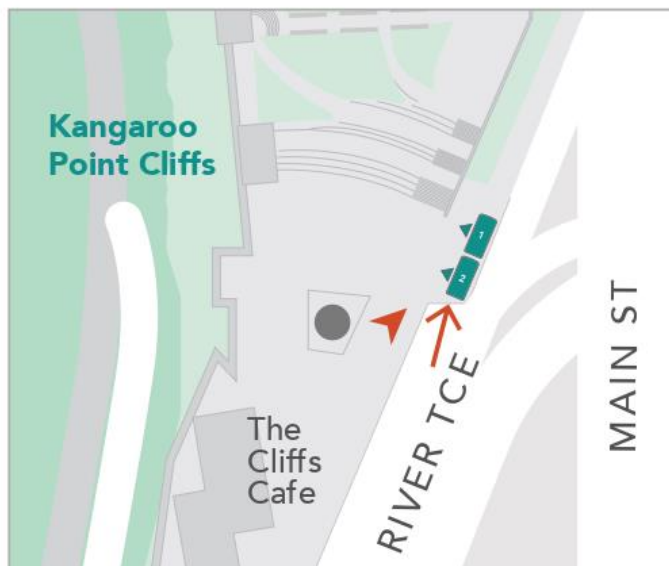 Kangaroo
Point Cliffs
1
2
The
Cliffs
Cafe
RIVER TCE
MAIN ST